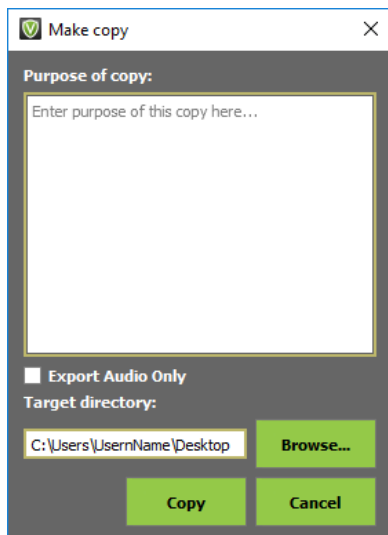 Make copy
Purpose of copy:
Enter purpose of this copy here...
Export Audio Only
Target directory:
C:\Users\UsernName\Desktop
Browse...
Copy
Cancel